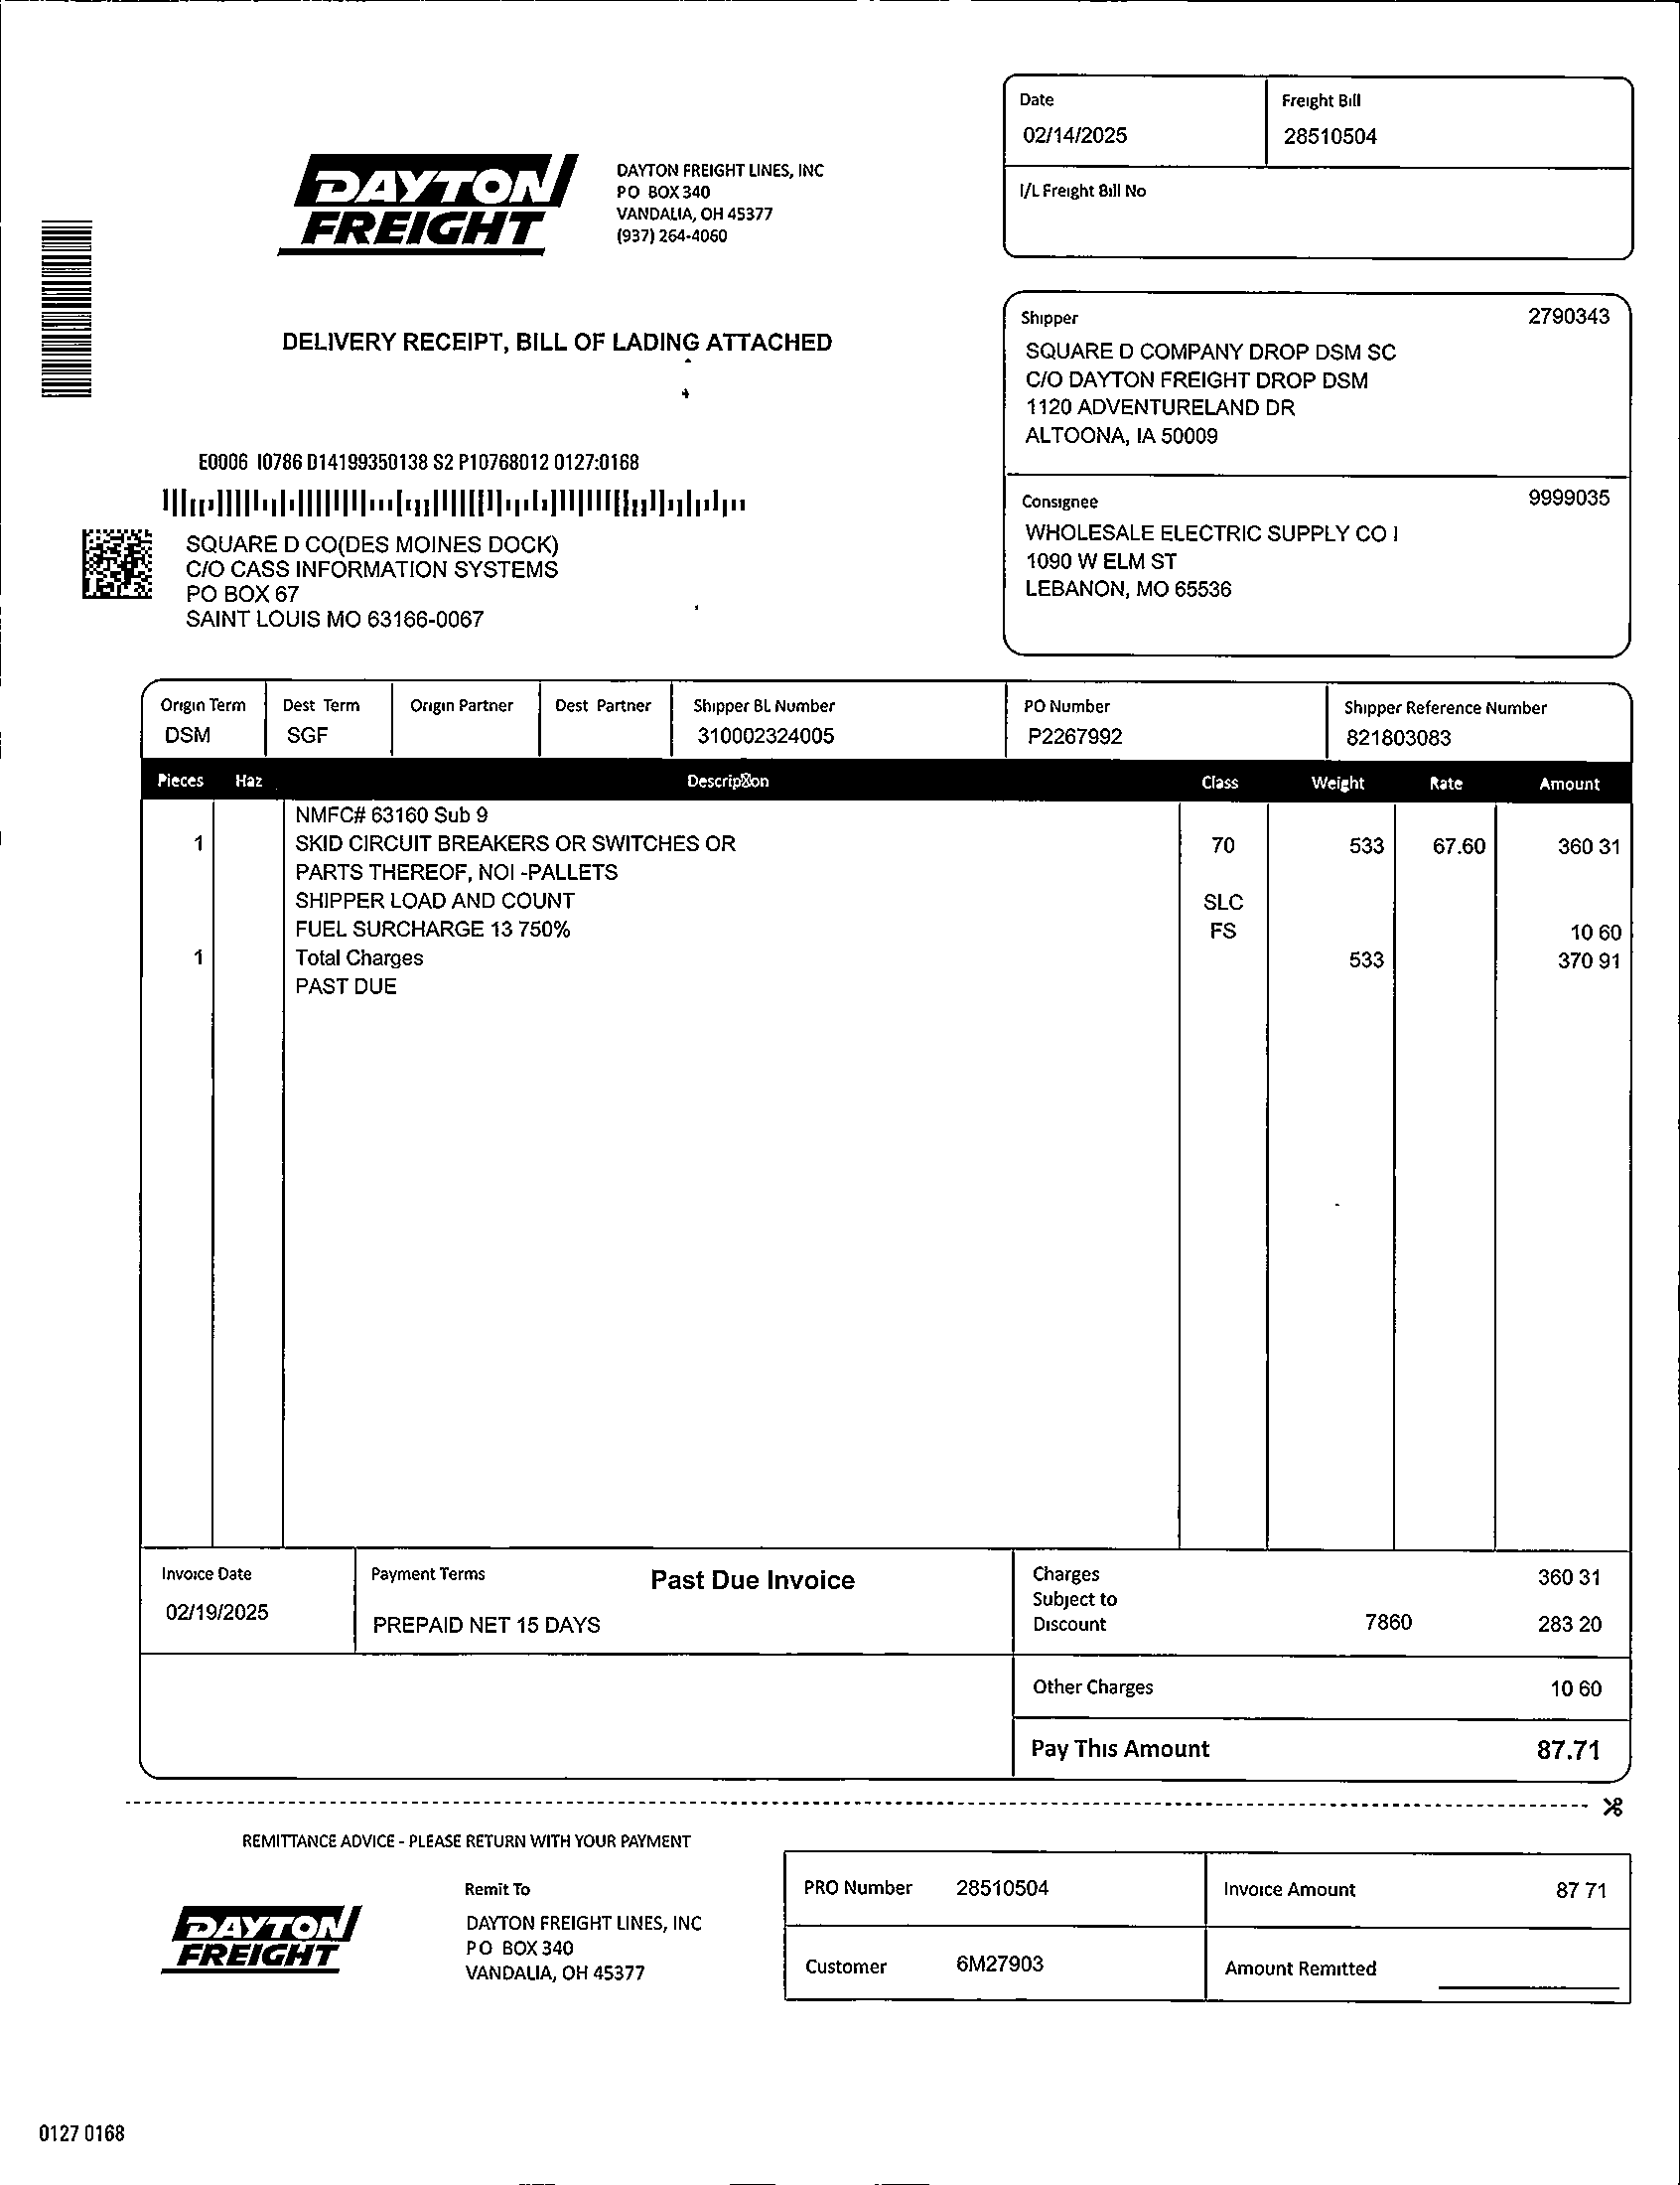 Date
02/14/2025
Freight Bill
28510504
I/L Freight Bill No
DAYTON
FREIGHT
DAYTON FREIGHT LINES, INC
PO BOX 340
VANDALIA, OH 45377
(937) 264-4060
DELIVERY RECEIPT, BILL OF LADING ATTACHED
Shipper 2790343
SQUARE D COMPANY DROP DSM SC
C/O DAYTON FREIGHT DROP DSM
1120 ADVENTURELAND DR
ALTOONA, IA 50009
Consignee 9999035
WHOLESALE ELECTRIC SUPPLY CO I
1090 W ELM ST
LEBANON, MO 65536
E0006 I0786 D14199350138 S2 P10768012 0127:0168
SQUARE D CO(DES MOINES DOCK)
C/O CASS INFORMATION SYSTEMS
PO BOX 67
SAINT LOUIS MO 63166-0067
Origin Term Dest Term Origin Partner Dest Partner Shipper BL Number PO Number Shipper Reference Number
DSM SGF 310002324005 P2267992 821803083
Pieces Haz Description Class Weight Rate Amount
NMFC# 63160 Sub 9
1 SKID CIRCUIT BREAKERS OR SWITCHES OR 70 533 67.60 360 31
PARTS THEREOF, NOI -PALLETS
SHIPPER LOAD AND COUNT SLC
FUEL SURCHARGE 13 750% FS 10 60
1 Total Charges 533 370 91
PAST DUE
Invoice Date
02/19/2025
Payment Terms
PREPAID NET 15 DAYS
Past Due Invoice
Charges 360 31
Subject to
Discount 7860 283 20
Other Charges 10 60
Pay This Amount 87.71
REMITTANCE ADVICE - PLEASE RETURN WITH YOUR PAYMENT
DAYTON
FREIGHT
Remit To
DAYTON FREIGHT LINES, INC
PO BOX 340
VANDALIA, OH 45377
PRO Number 28510504
Invoice Amount 87 71
Customer 6M27903
Amount Remitted
0127 0168